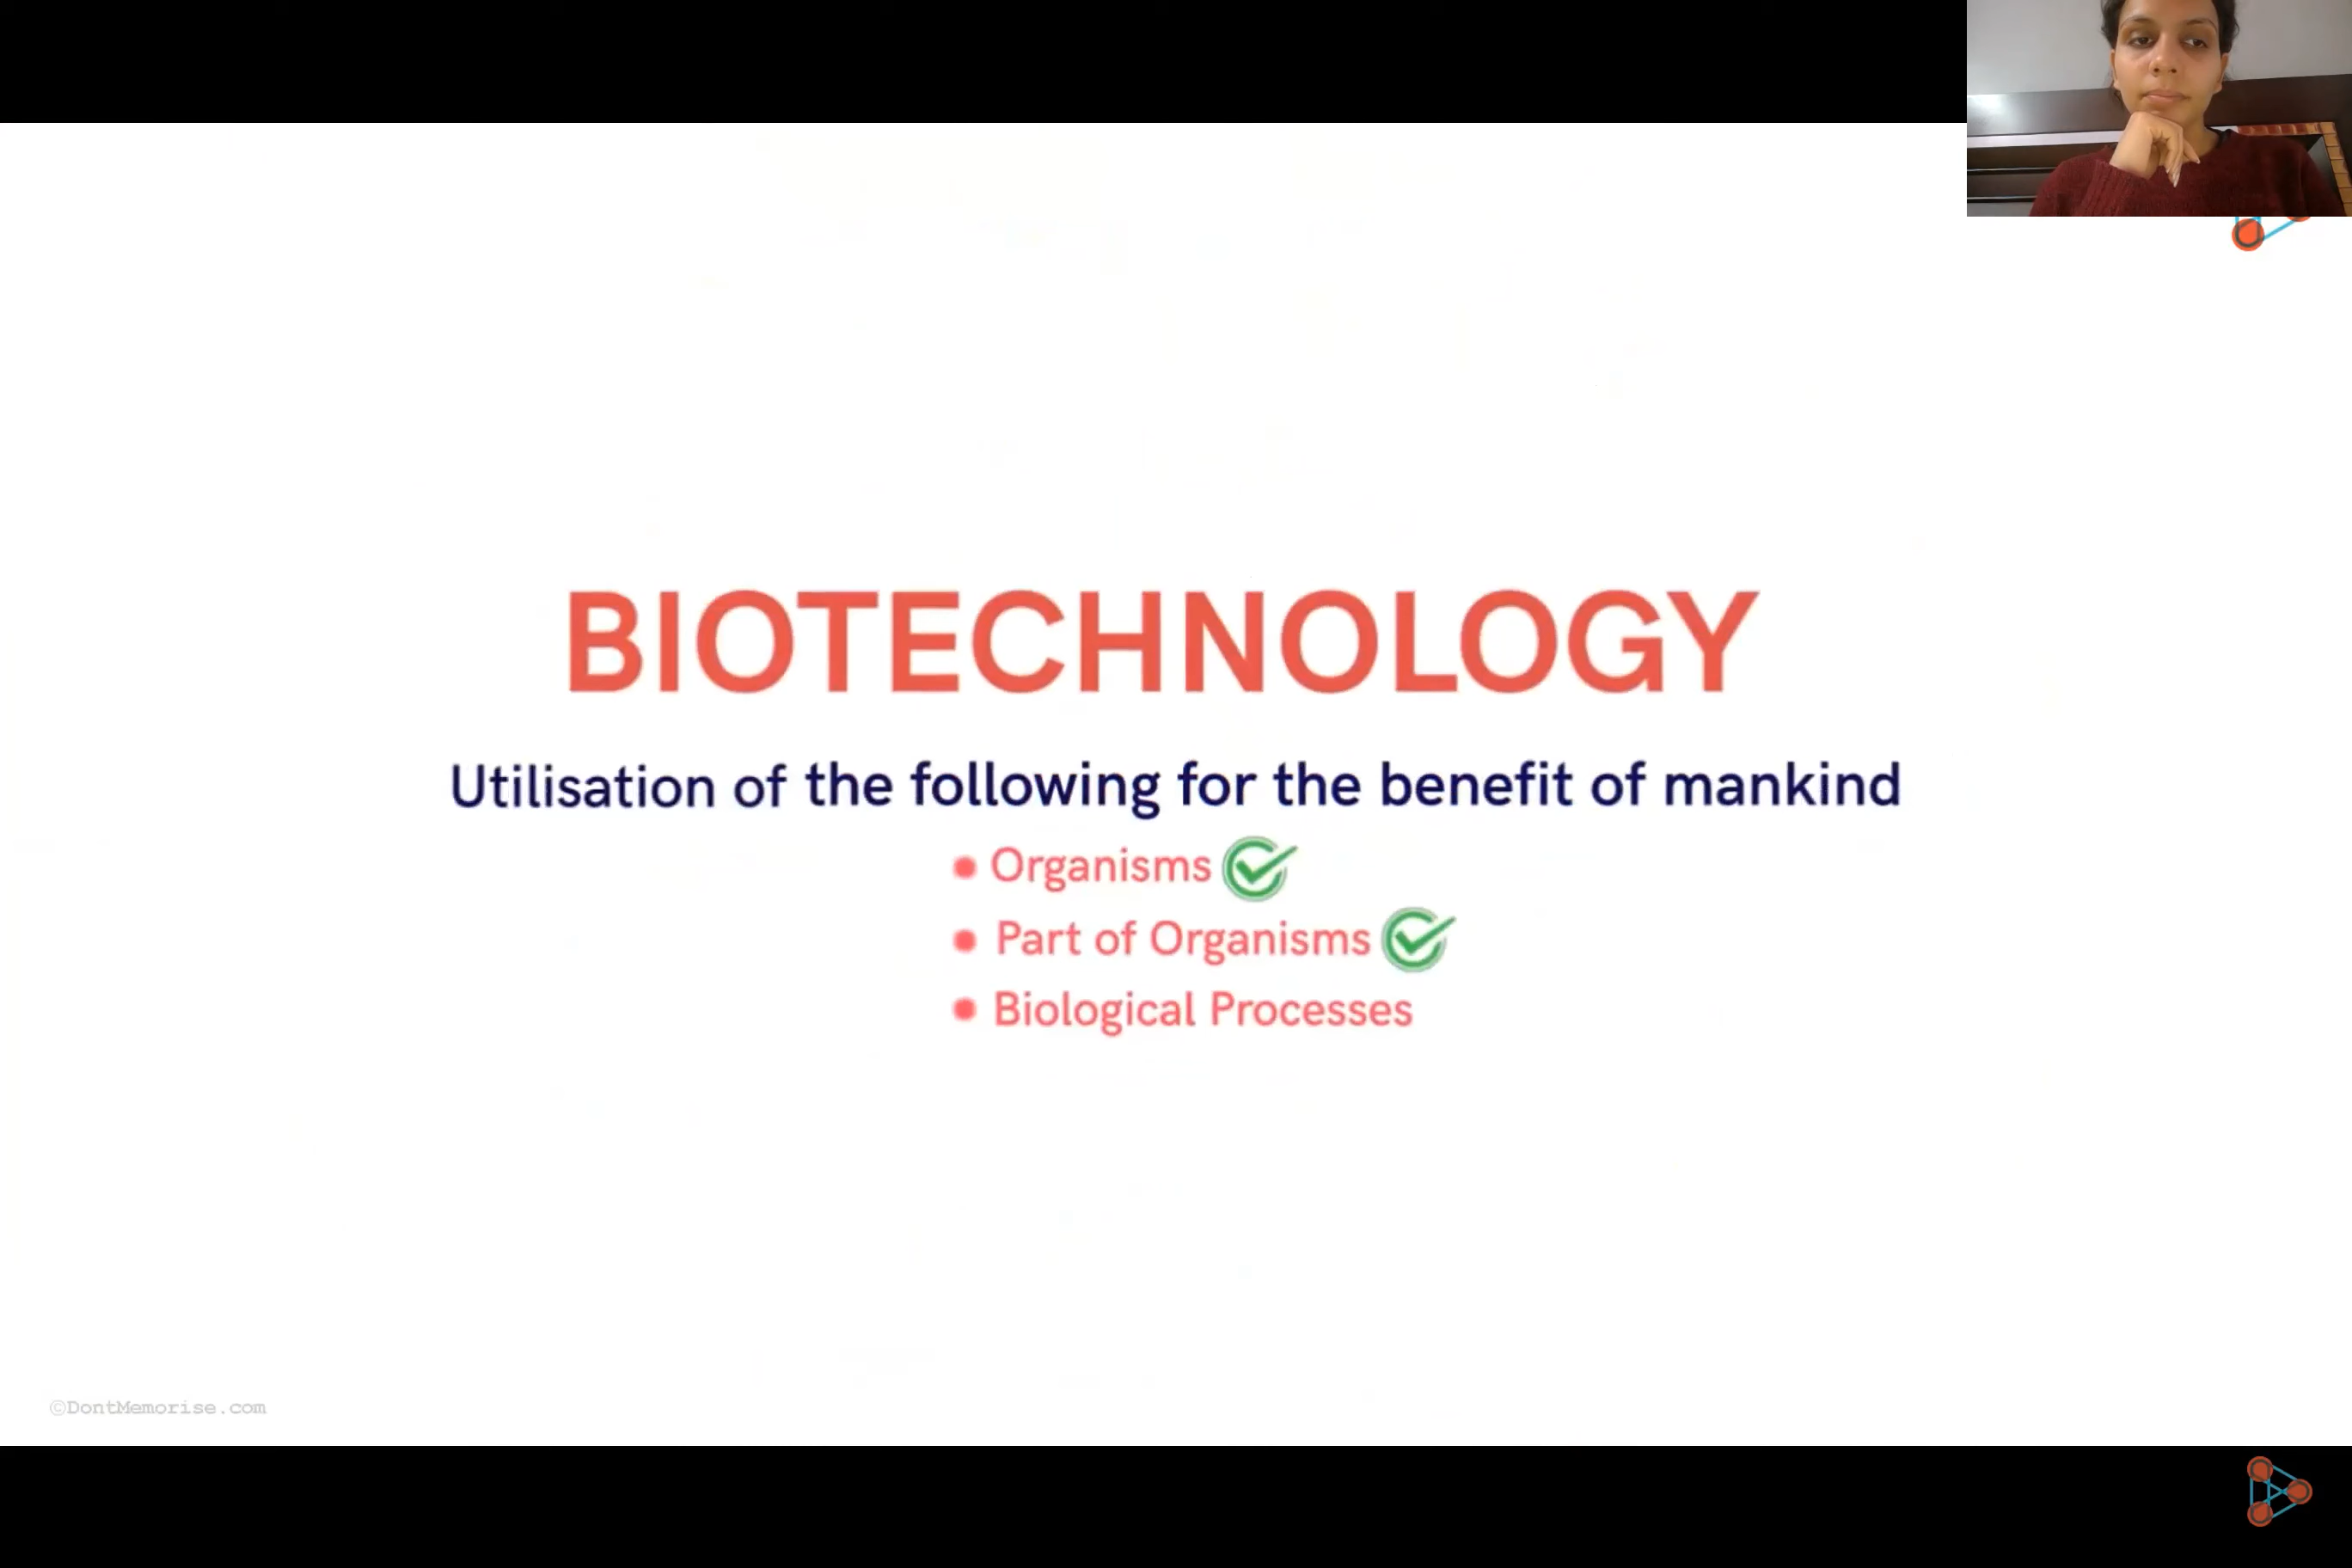 BIOTECHNOLOGY
Utilisation of the following for the benefit of mankind
• Organisms
• Part of Organisms
• Biological Processes
©DontMemorise.com